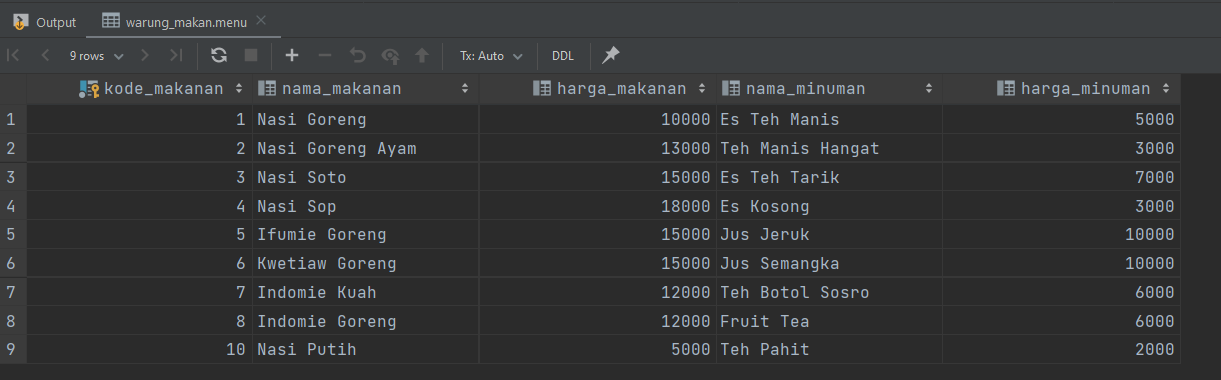 Output warung_makan.menu
9 rows Tx: Auto DDL
kode_makanan nama_makanan harga_makanan nama_minuman harga_minuman
1 1 Nasi Goreng 10000 Es Teh Manis 5000
2 2 Nasi Goreng Ayam 13000 Teh Manis Hangat 3000
3 3 Nasi Soto 15000 Es Teh Tarik 7000
4 4 Nasi Sop 18000 Es Kosong 3000
5 5 Ifumie Goreng 15000 Jus Jeruk 10000
6 6 Kwetiaw Goreng 15000 Jus Semangka 10000
7 7 Indomie Kuah 12000 Teh Botol Sosro 6000
8 8 Indomie Goreng 12000 Fruit Tea 6000
9 10 Nasi Putih 5000 Teh Pahit 2000